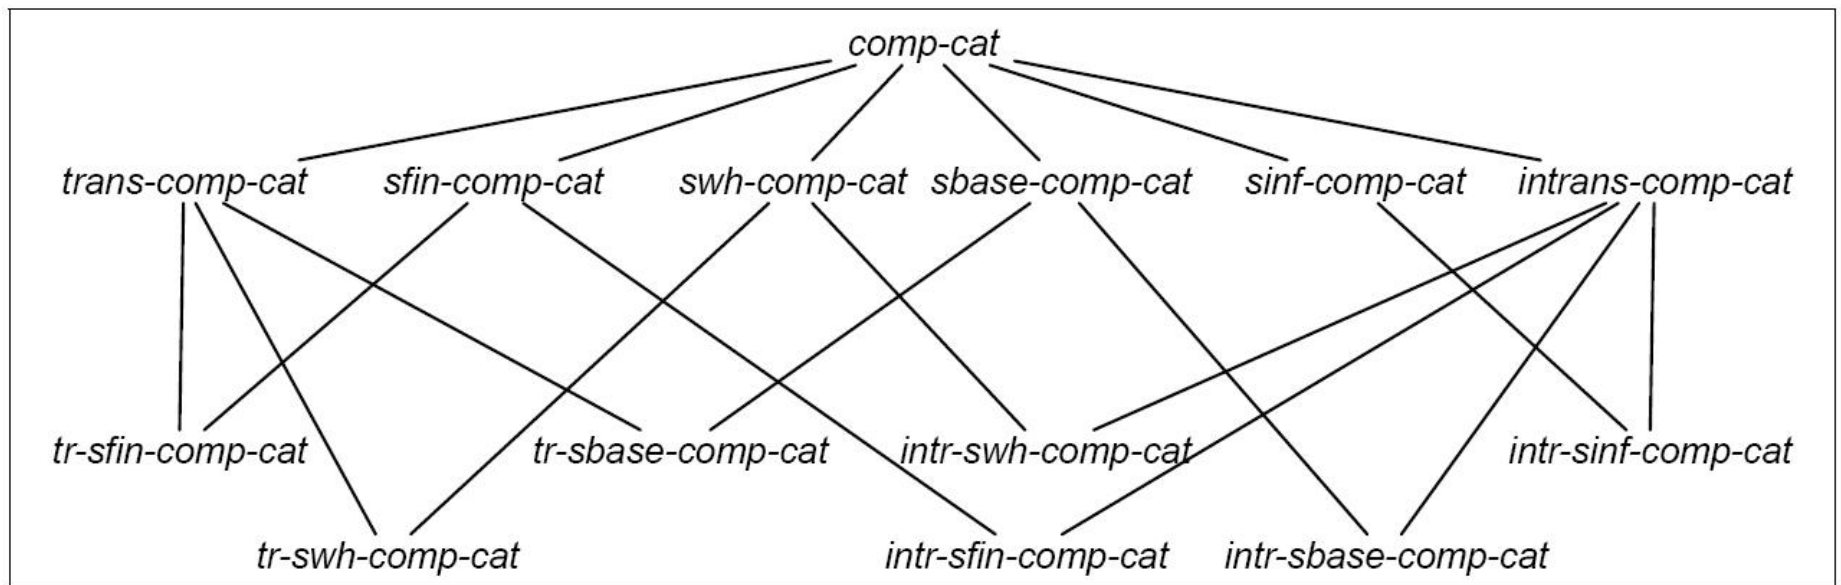 comp-cat
trans-comp-cat sfin-comp-cat swh-comp-cat sbase-comp-cat sinf-comp-cat intrans-comp-cat
tr-sfin-comp-cat tr-sbase-comp-cat intr-swh-comp-cat intr-sinf-comp-cat
tr-swh-comp-cat intr-sfin-comp-cat intr-sbase-comp-cat